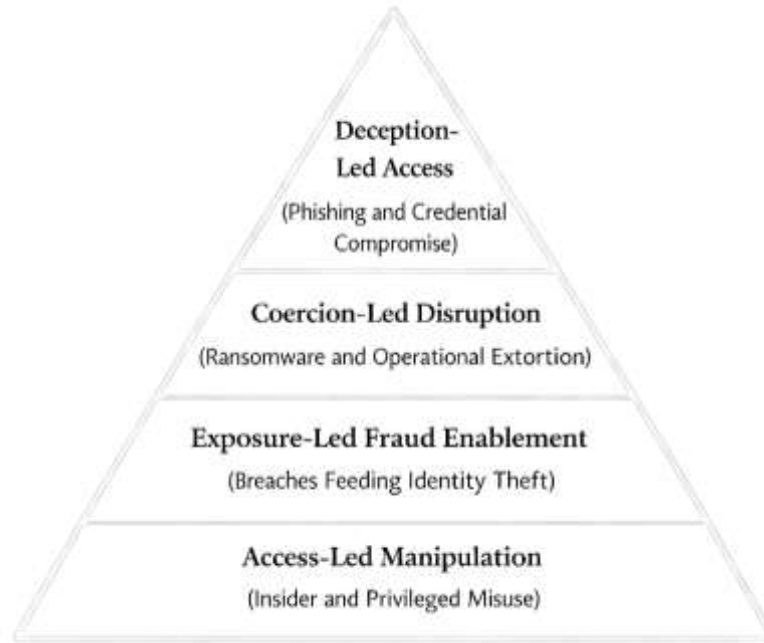 Deception-
Led Access
(Phishing and Credential
Compromise)
Coercion-Led Disruption
(Ransomware and Operational Extortion)
Exposure-Led Fraud Enablement
(Breaches Feeding Identity Theft)
Access-Led Manipulation
(Insider and Privileged Misuse)